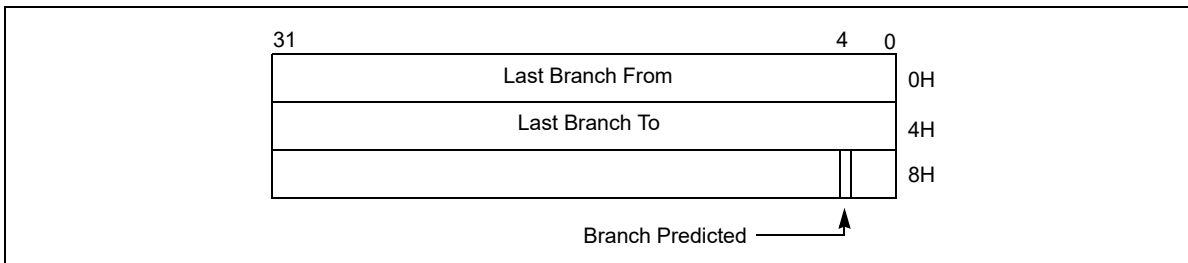 31 4 0
Last Branch From 0H
Last Branch To 4H
8H
Branch Predicted